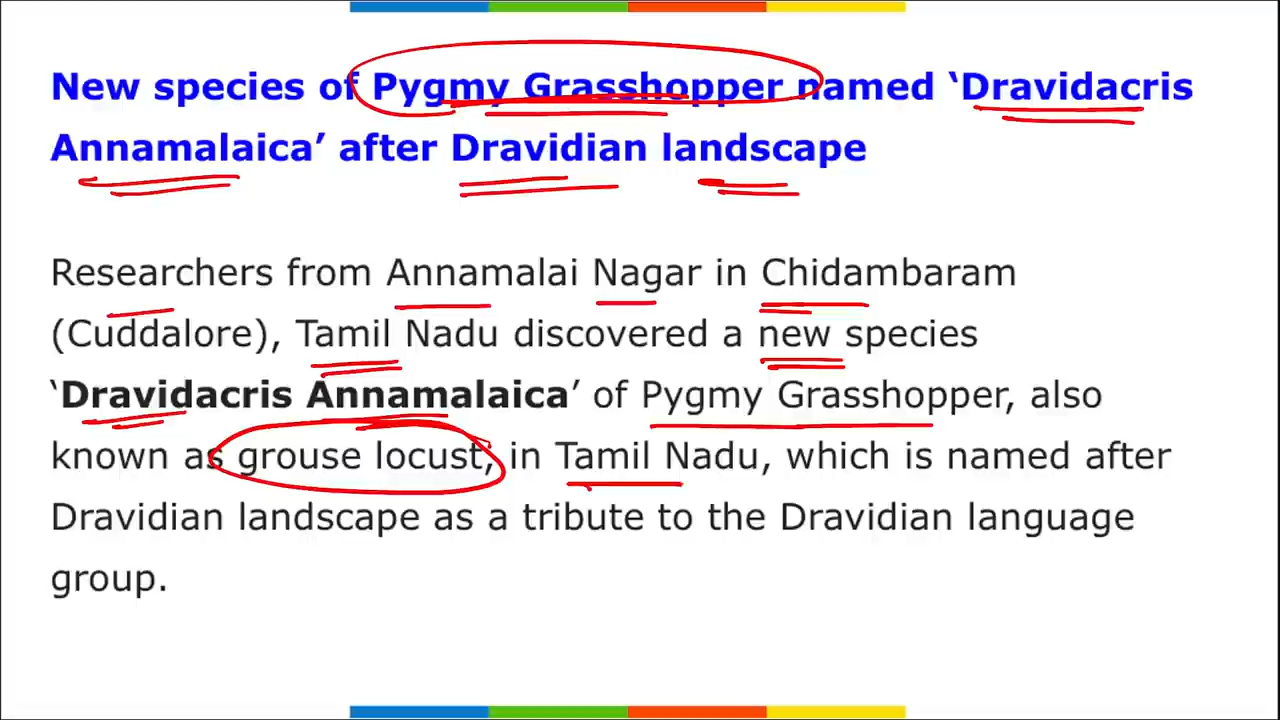 New species of Pygmy Grasshopper named ‘Dravidacris
Annamalaica’ after Dravidian landscape
Researchers from Annamalai Nagar in Chidambaram
(Cuddalore), Tamil Nadu discovered a new species
‘Dravidacris Annamalaica’ of Pygmy Grasshopper, also
known as grouse locust, in Tamil Nadu, which is named after
Dravidian landscape as a tribute to the Dravidian language
group.